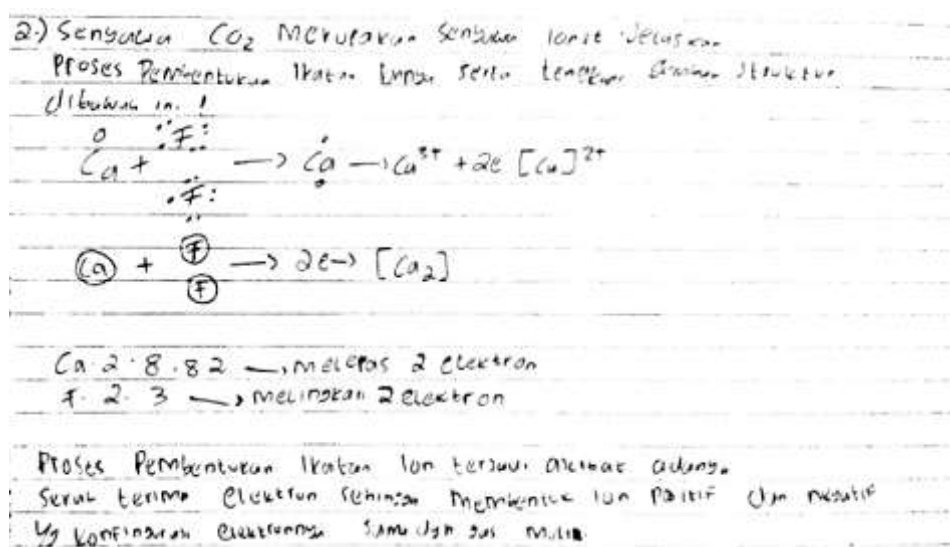 2.) Senyawa CO₂ merupakan senyawa ionik jelaskan
Proses Pembentukan Ikatan ionnya serta lengkapi gambar struktur
dibawah ini !
Ca + F F → Ca → Ca³⁺ + 2e [Ca]²⁺
Ca + F F → 2e → [Ca₂]
Ca . 2 . 8 . 8 2 → melepas 2 elektron
F . 2 . 3 → 2 elektron
Proses Pembentukan Ikatan Ion terjadi akibat adanya
serah terima elektron sehingga membentuk ion Positif dan negatif
yg konfigurasi elektronnya sama dgn gas mulia.